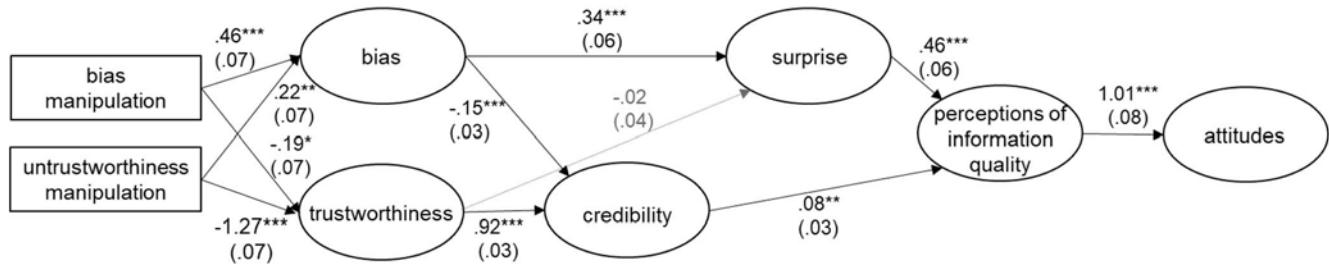 .46***
(.07)
bias
manipulation
untrustworthiness
manipulation
.22**
(.07)
-.19*
(.07)
-1.27***
(.07)
bias
trustworthiness
.34***
(.06)
-.15***
(.03)
-.02
(.04)
.92***
(.03)
credibility
surprise
.46***
(.06)
.08**
(.03)
perceptions of
information
quality
1.01***
(.08)
attitudes